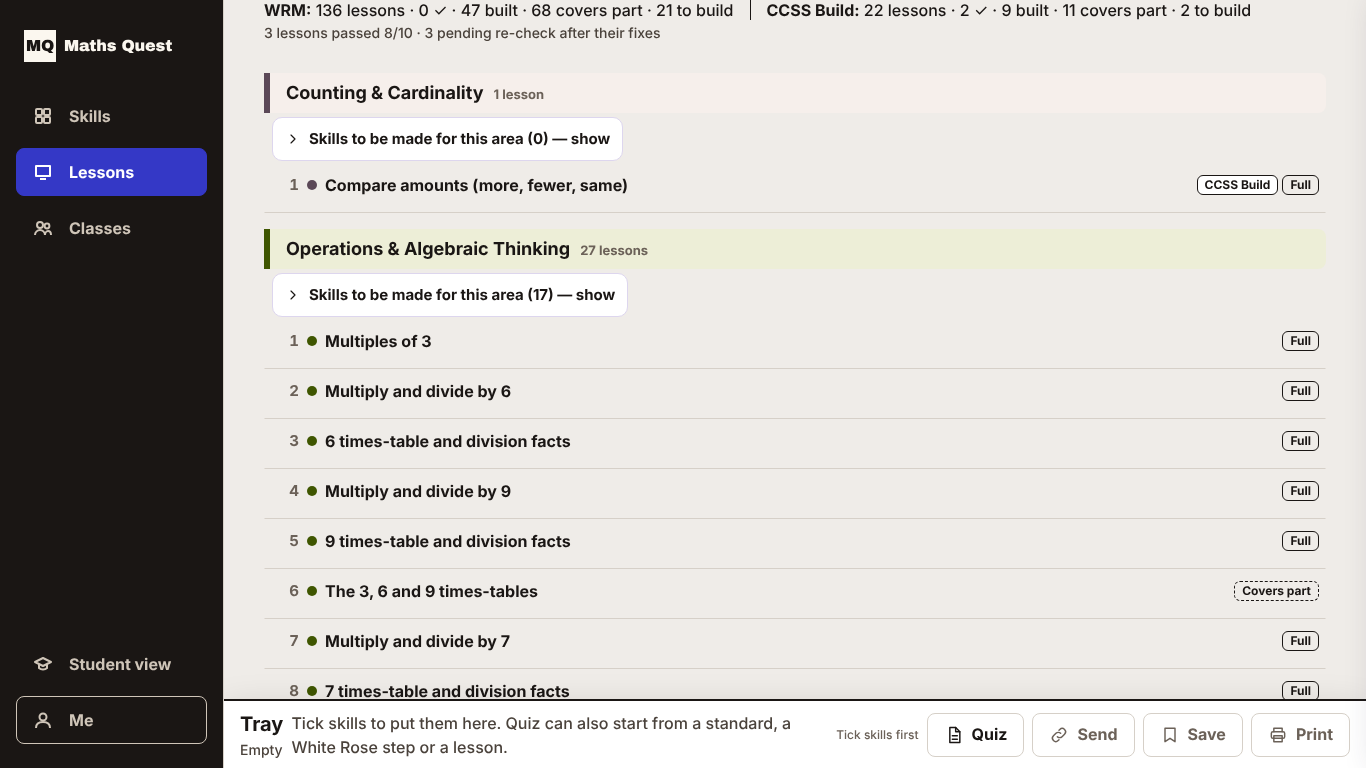 MQ Maths Quest
Skills
Lessons
Classes
Student view
Me
WRM: 136 lessons · 0 ✓ · 47 built · 68 covers part · 21 to build | CCSS Build: 22 lessons · 2 ✓ · 9 built · 11 covers part · 2 to build
3 lessons passed 8/10 · 3 pending re-check after their fixes
Counting & Cardinality 1 lesson
Skills to be made for this area (0) — show
1 Compare amounts (more, fewer, same) CCSS Build Full
Operations & Algebraic Thinking 27 lessons
Skills to be made for this area (17) — show
1 Multiples of 3 Full
2 Multiply and divide by 6 Full
3 6 times-table and division facts Full
4 Multiply and divide by 9 Full
5 9 times-table and division facts Full
6 The 3, 6 and 9 times-tables Covers part
7 Multiply and divide by 7 Full
8 7 times-table and division facts Full
Tray
Empty
Tick skills to put them here. Quiz can also start from a standard, a
White Rose step or a lesson.
Tick skills first
Quiz
Send
Save
Print